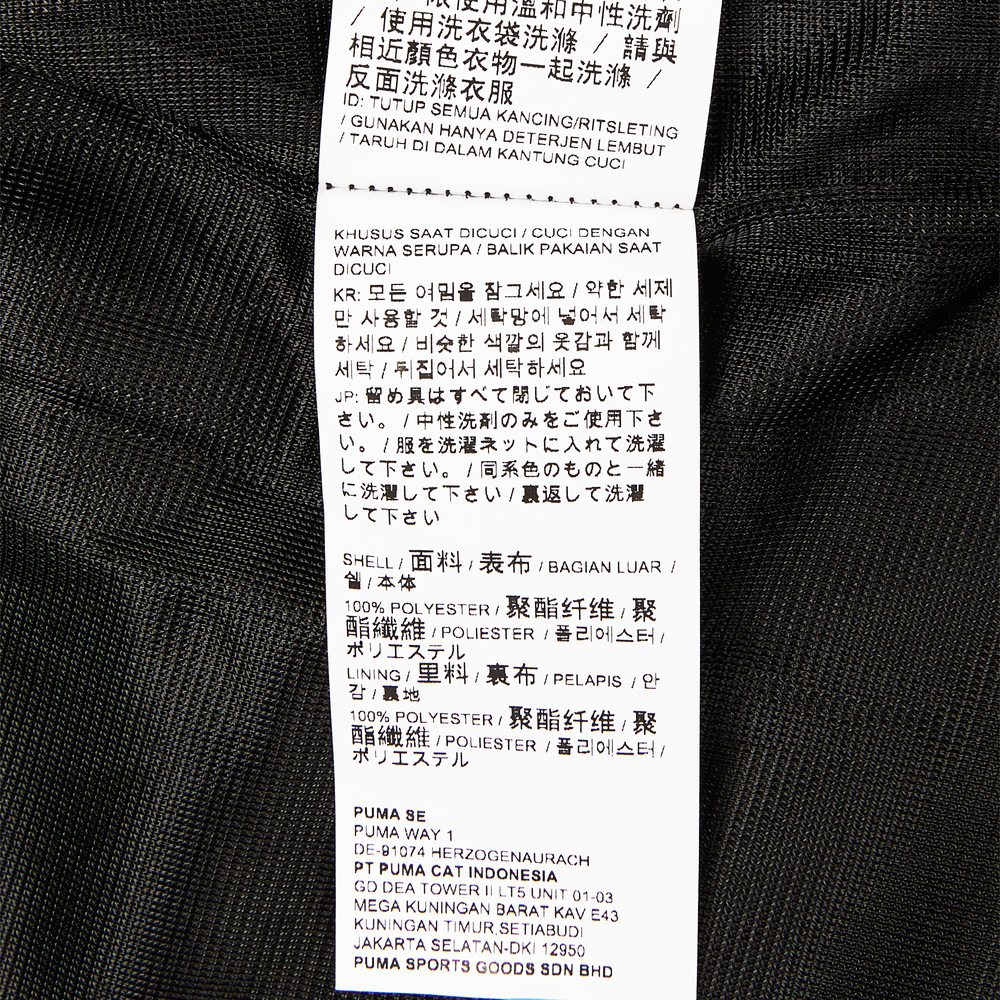 使用溫和中性洗劑
/ 使用洗衣袋洗滌 / 請與
相近顏色衣物一起洗滌 /
反面洗滌衣服
ID: TUTUP SEMUA KANCING/RITSLETING
/ GUNAKAN HANYA DETERJEN LEMBUT
/ TARUH DI DALAM KANTUNG CUCI
KHUSUS SAAT DICUCI / CUCI DENGAN
WARNA SERUPA / BALIK PAKAIAN SAAT
DICUCI
KR: 모든 여밈을 잠그세요 / 약한 세제
만 사용할 것 / 세탁망에 넣어서 세탁
하세요 / 비슷한 색깔의 옷감과 함께
세탁 / 뒤집어서 세탁하세요
JP: 留め具はすべて閉じておいて下
さい。 / 中性洗剤のみをご使用下さ
い。 / 服を洗濯ネットに入れて洗濯
して下さい。 / 同系色のものと一緒
に洗濯して下さい / 裏返して洗濯
して下さい
SHELL / 面料 / 表布 / BAGIAN LUAR /
쉘 / 本体
100% POLYESTER / 聚酯纤维 / 聚
酯纖維 / POLIESTER / 폴리에스터 /
ポリエステル
LINING / 里料 / 裏布 / PELAPIS / 안
감 / 裏地
100% POLYESTER / 聚酯纤维 / 聚
酯纖維 / POLIESTER / 폴리에스터 /
ポリエステル
PUMA SE
PUMA WAY 1
DE-91074 HERZOGENAURACH
PT PUMA CAT INDONESIA
GD DEA TOWER II LT5 UNIT 01-03
MEGA KUNINGAN BARAT KAV E43
KUNINGAN TIMUR,SETIABUDI
JAKARTA SELATAN-DKI 12950
PUMA SPORTS GOODS SDN BHD